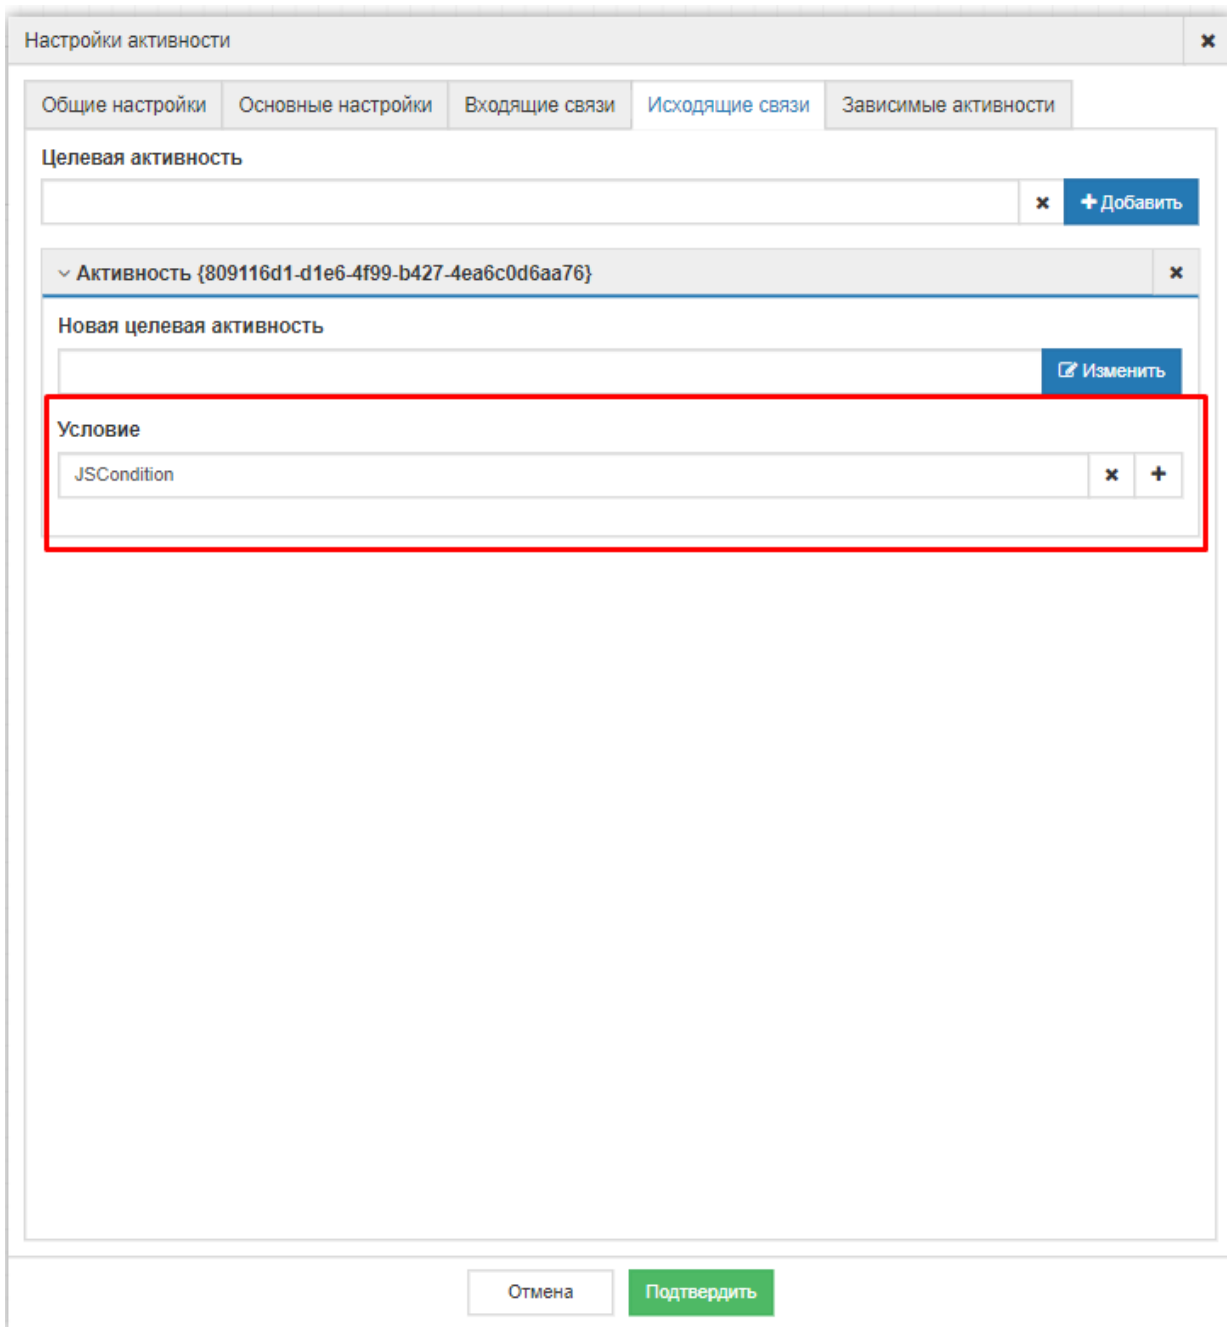 Настройки активности
Общие настройки Основные настройки Входящие связи Исходящие связи Зависимые активности
Целевая активность
Добавить
Активность {809116d1-d1e6-4f99-b427-4ea6c0d6aa76}
Новая целевая активность
Изменить
Условие
JSCondition
Отмена Подтвердить